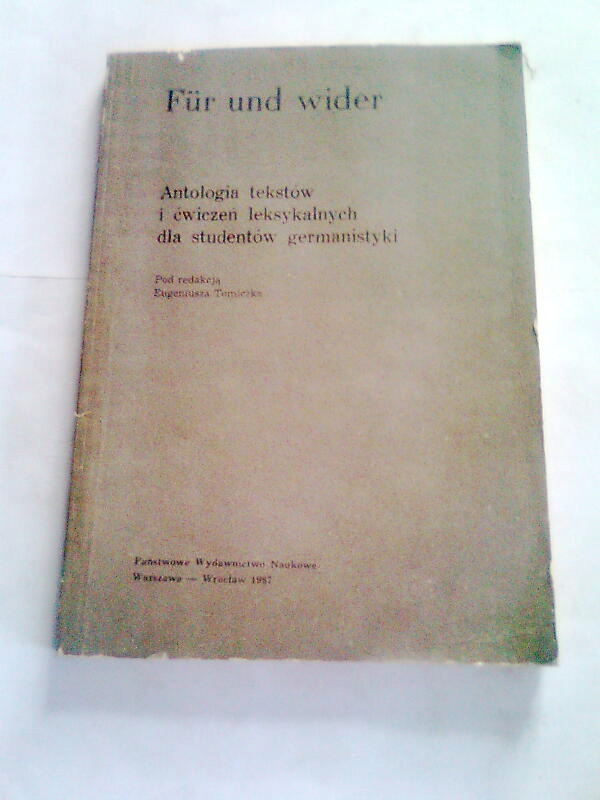 Für und wider
Antologia tekstów
i ćwiczeń leksykalnych
dla studentów germanistyki
Pod redakcją
Eugeniusza Tomiczka
Państwowe Wydawnictwo Naukowe
Warszawa — Wrocław 1987